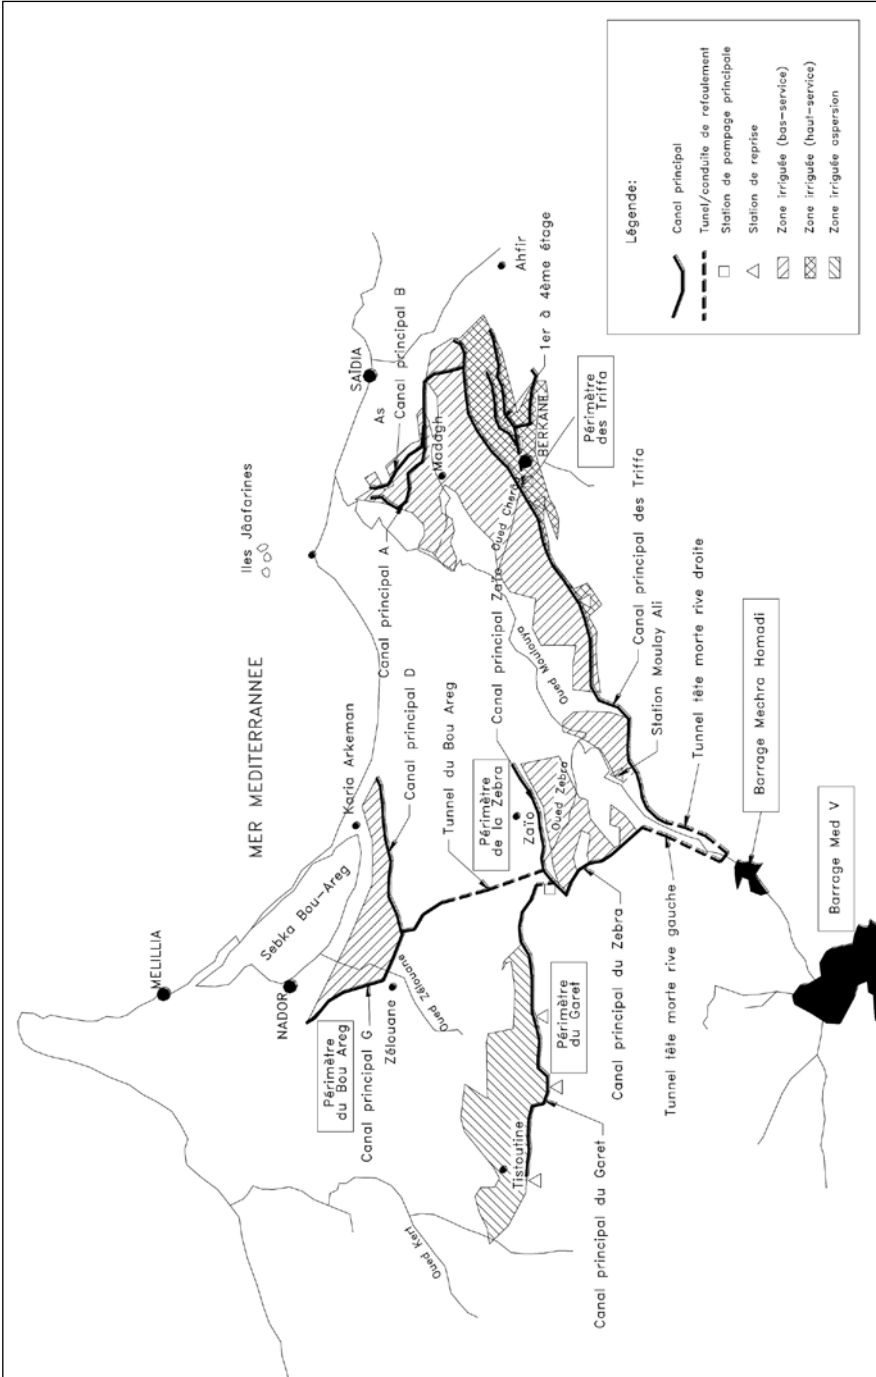 MER MEDITERRANNEE
Iles Jâafarines
MELILLIA
NADOR
Sebka Bou-Areg
Karia Arkeman
SAÏDIA
As
Ahfir
Canal principal B
Canal principal A
Canal principal D
Madagh
1er à 4ème étage
BERKANE
Périmètre
des Triffa
Oued Moulouya
Canal principal Zaïo
Canal principal des Triffa
Station Moulay Ali
Tunnel tête morte rive droite
Barrage Mechra Homadi
Barrage Med V
Tunnel du Bou Areg
Périmètre
de la Zebra
Zaïo
Oued Zebra
Périmètre
du Bou Areg
Canal principal G
Zélouane
Oued Zélouane
Périmètre
du Garet
Canal principal du Zebra
Tunnel tête morte rive gauche
Tistoutine
Canal principal du Garet
Oued Kert
Légende:
Canal principal
Tunel/conduite de refoulement
Station de pompage principale
Station de reprise
Zone irriguée (bas-service)
Zone irriguée (haut-service)
Zone irriguée aspersion